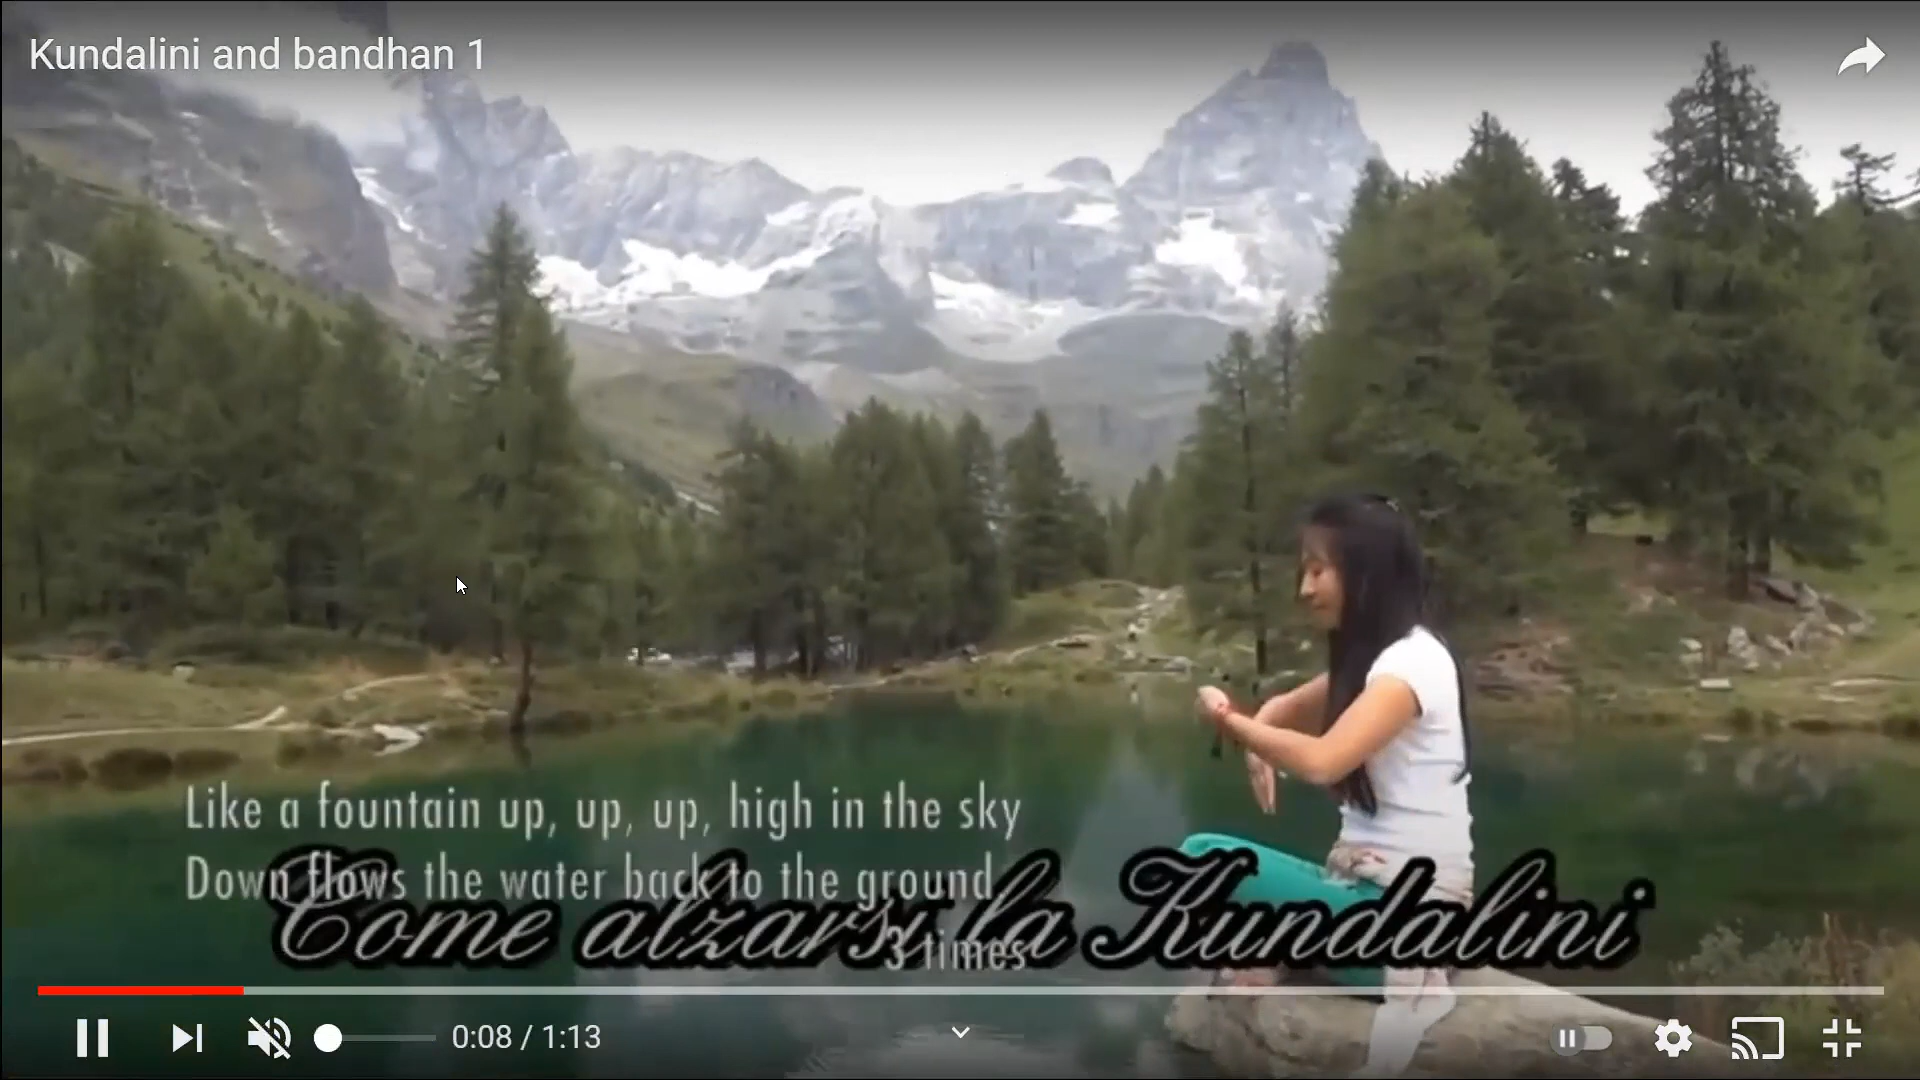 Kundalini and bandhan 1
Like a fountain up, up, up, high in the sky
Down flows the water back to the ground
Come alzarsi la Kundalini
3 times
0:08 / 1:13